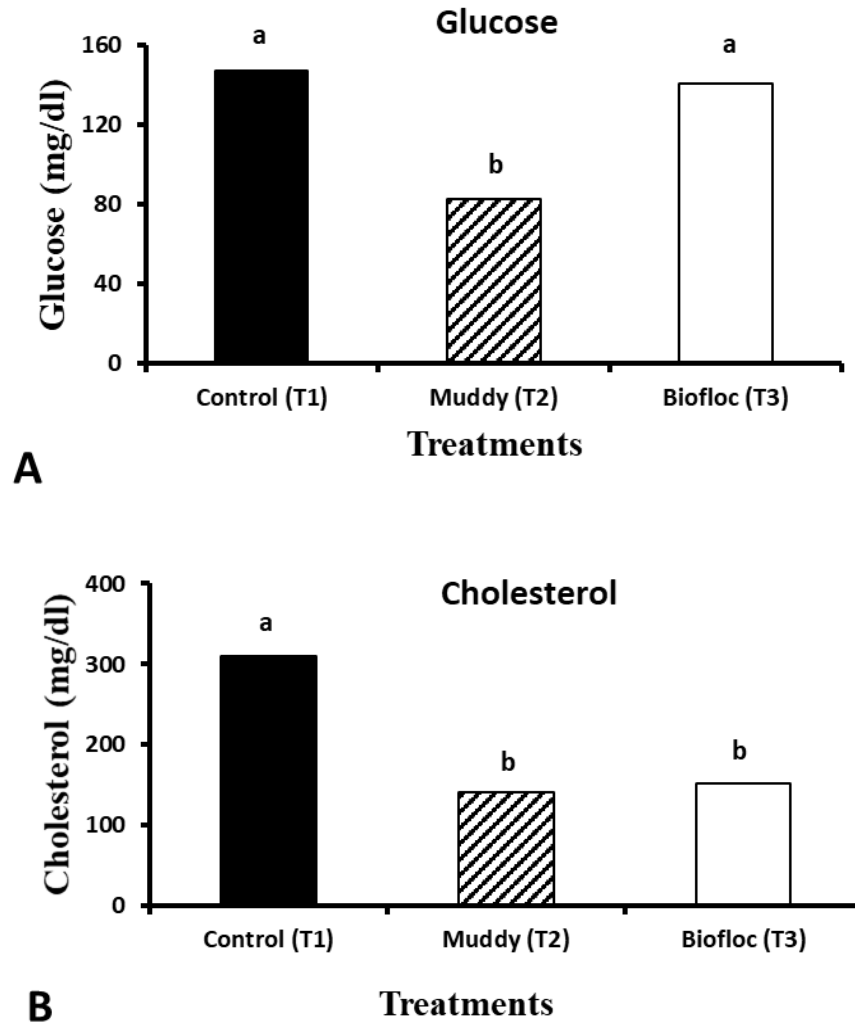 Glucose
a
a
b
160
120
80
40
0
Glucose (mg/dl)
Control (T1) Muddy (T2) Biofloc (T3)
Treatments
A
Cholesterol
a
b
b
400
300
200
100
0
Cholesterol (mg/dl)
Control (T1) Muddy (T2) Biofloc (T3)
Treatments
B